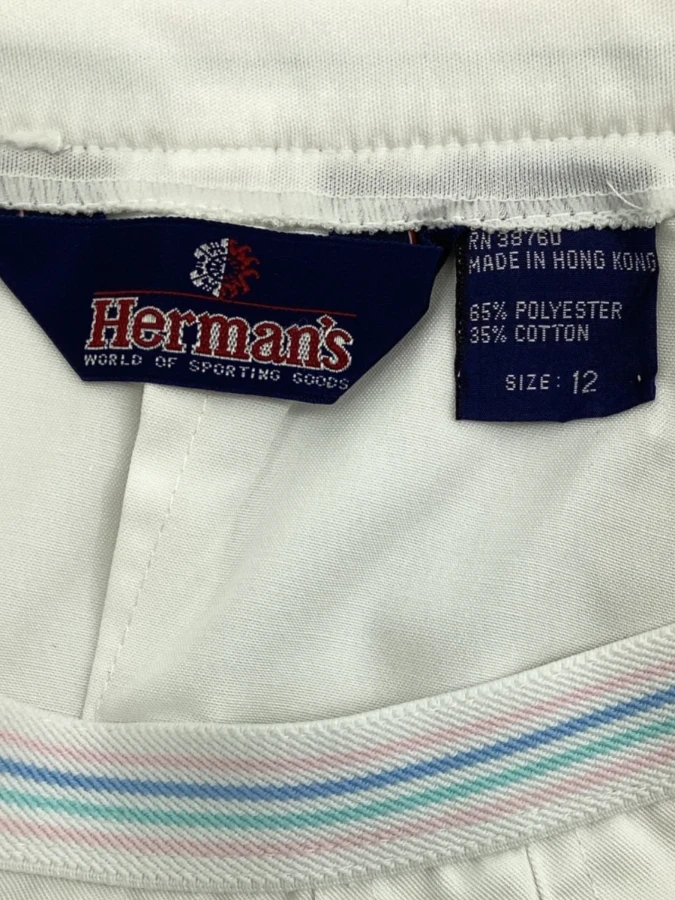 Herman's
WORLD OF SPORTING GOODS
RN 38760
MADE IN HONG KONG
65% POLYESTER
35% COTTON
SIZE: 12